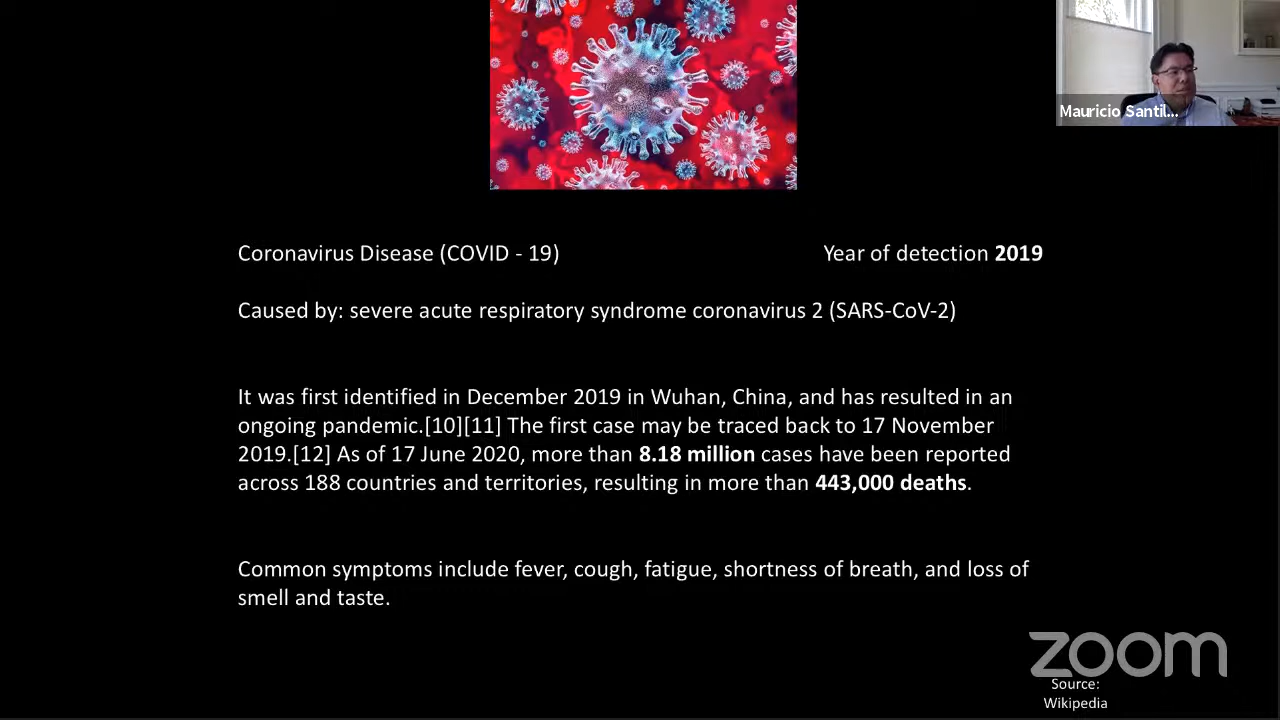 Mauricio Santil...
Coronavirus Disease (COVID - 19)
Year of detection 2019
Caused by: severe acute respiratory syndrome coronavirus 2 (SARS-CoV-2)
It was first identified in December 2019 in Wuhan, China, and has resulted in an
ongoing pandemic.[10][11] The first case may be traced back to 17 November
2019.[12] As of 17 June 2020, more than 8.18 million cases have been reported
across 188 countries and territories, resulting in more than 443,000 deaths.
Common symptoms include fever, cough, fatigue, shortness of breath, and loss of
smell and taste.
zoom
Source:
Wikipedia